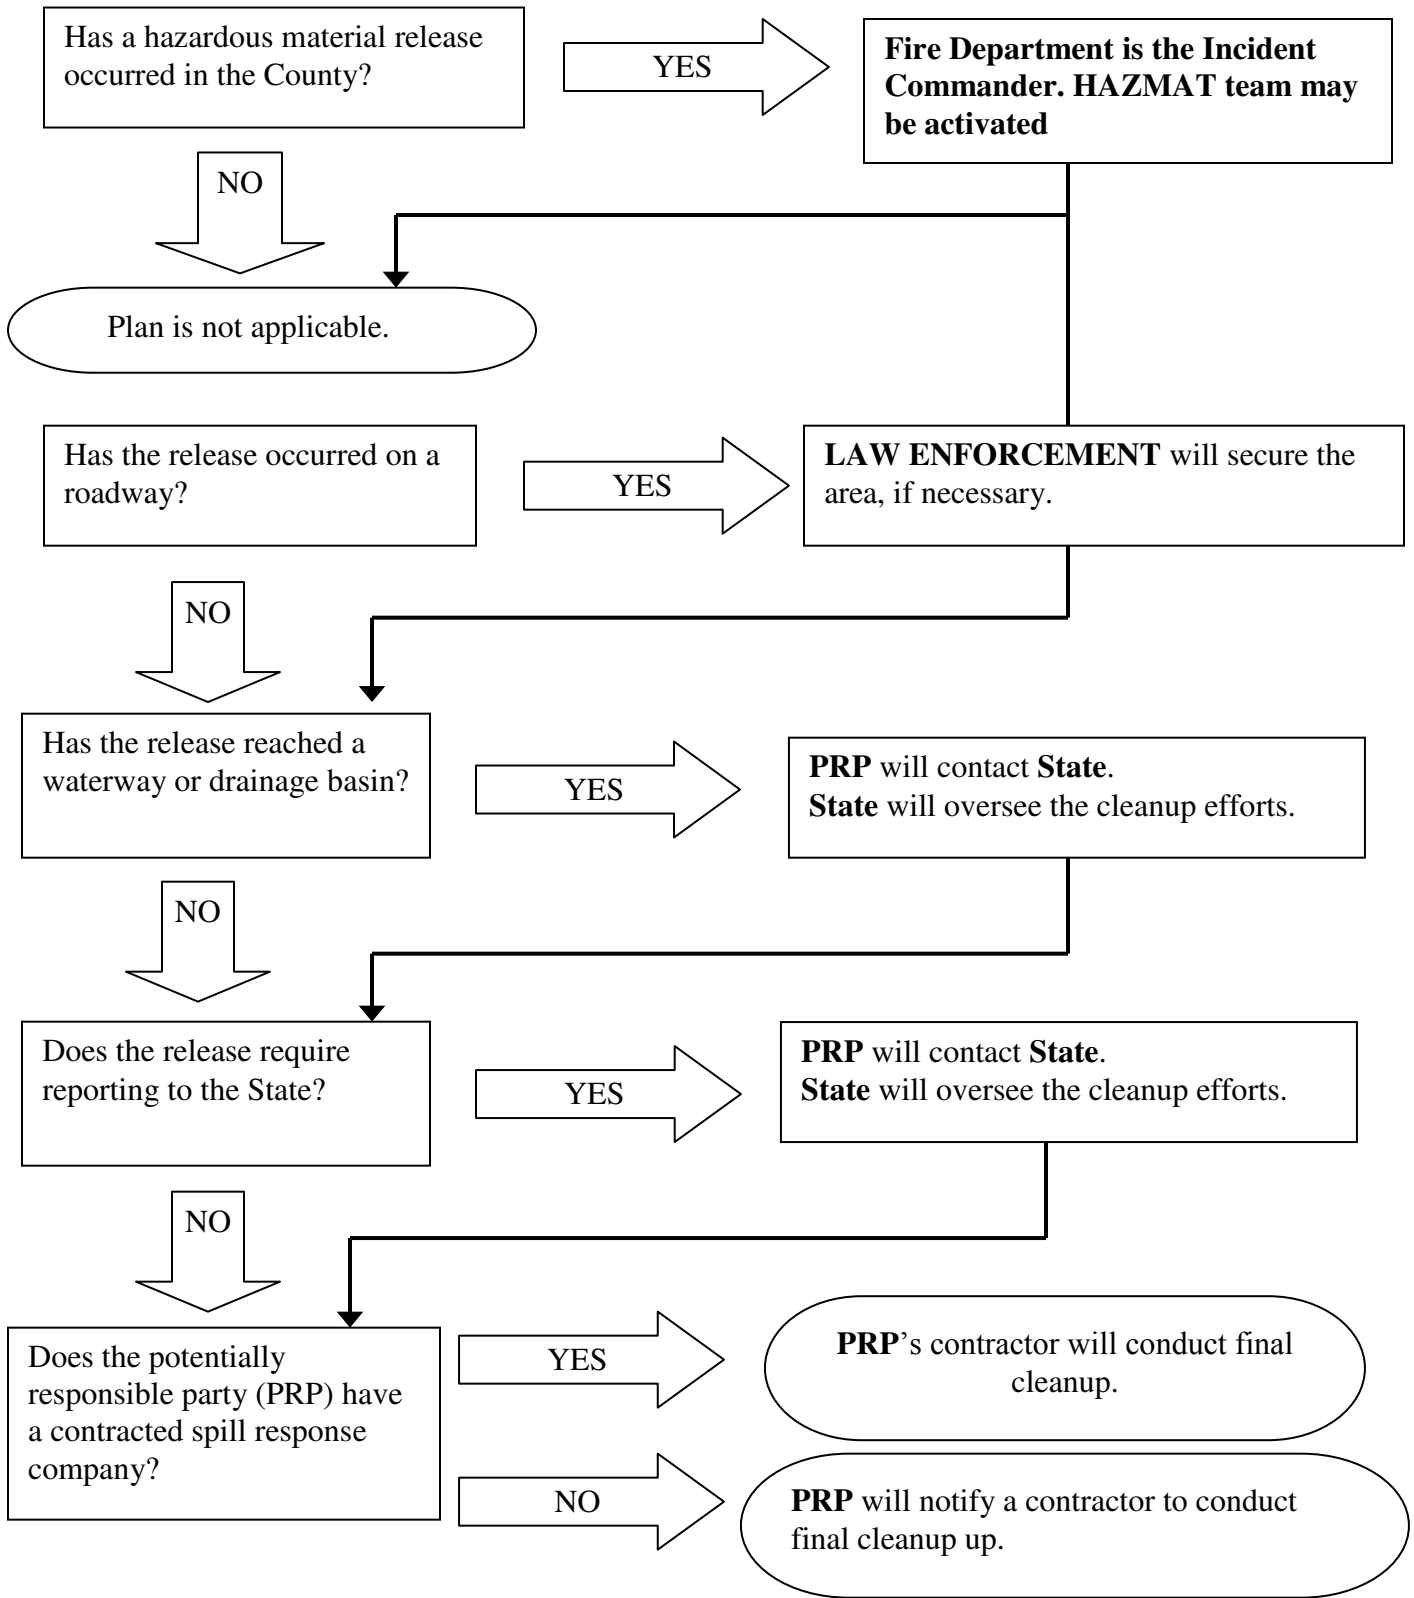 Has a hazardous material release
occurred in the County?
YES
Fire Department is the Incident
Commander. HAZMAT team may
be activated
NO
Plan is not applicable.
Has the release occurred on a
roadway?
YES
LAW ENFORCEMENT will secure the
area, if necessary.
NO
Has the release reached a
waterway or drainage basin?
YES
PRP will contact State.
State will oversee the cleanup efforts.
NO
Does the release require
reporting to the State?
YES
PRP will contact State.
State will oversee the cleanup efforts.
NO
Does the potentially
responsible party (PRP) have
a contracted spill response
company?
YES
PRP's contractor will conduct final
cleanup.
NO
PRP will notify a contractor to conduct
final cleanup up.